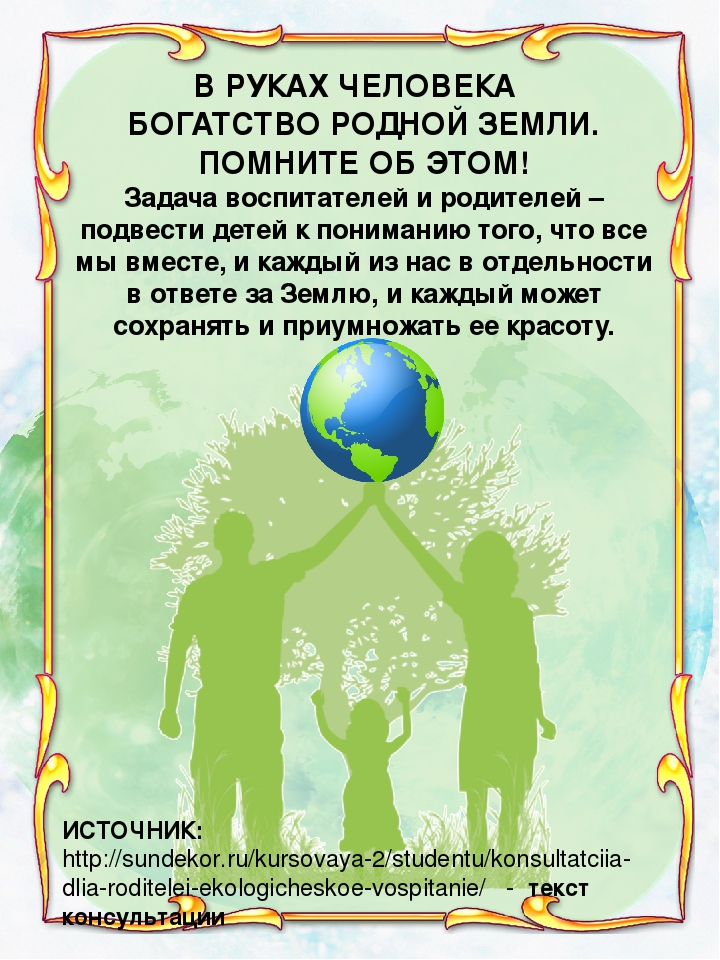 В РУКАХ ЧЕЛОВЕКА
БОГАТСТВО РОДНОЙ ЗЕМЛИ.
ПОМНИТЕ ОБ ЭТОМ!
Задача воспитателей и родителей –
подвести детей к пониманию того, что все
мы вместе, и каждый из нас в отдельности
в ответе за Землю, и каждый может
сохранять и приумножать ее красоту.
ИСТОЧНИК:
http://sundekor.ru/kursovaya-2/studentu/konsultatciia-
dlia-roditelei-ekologicheskoe-vospitanie/ - текст
консультации